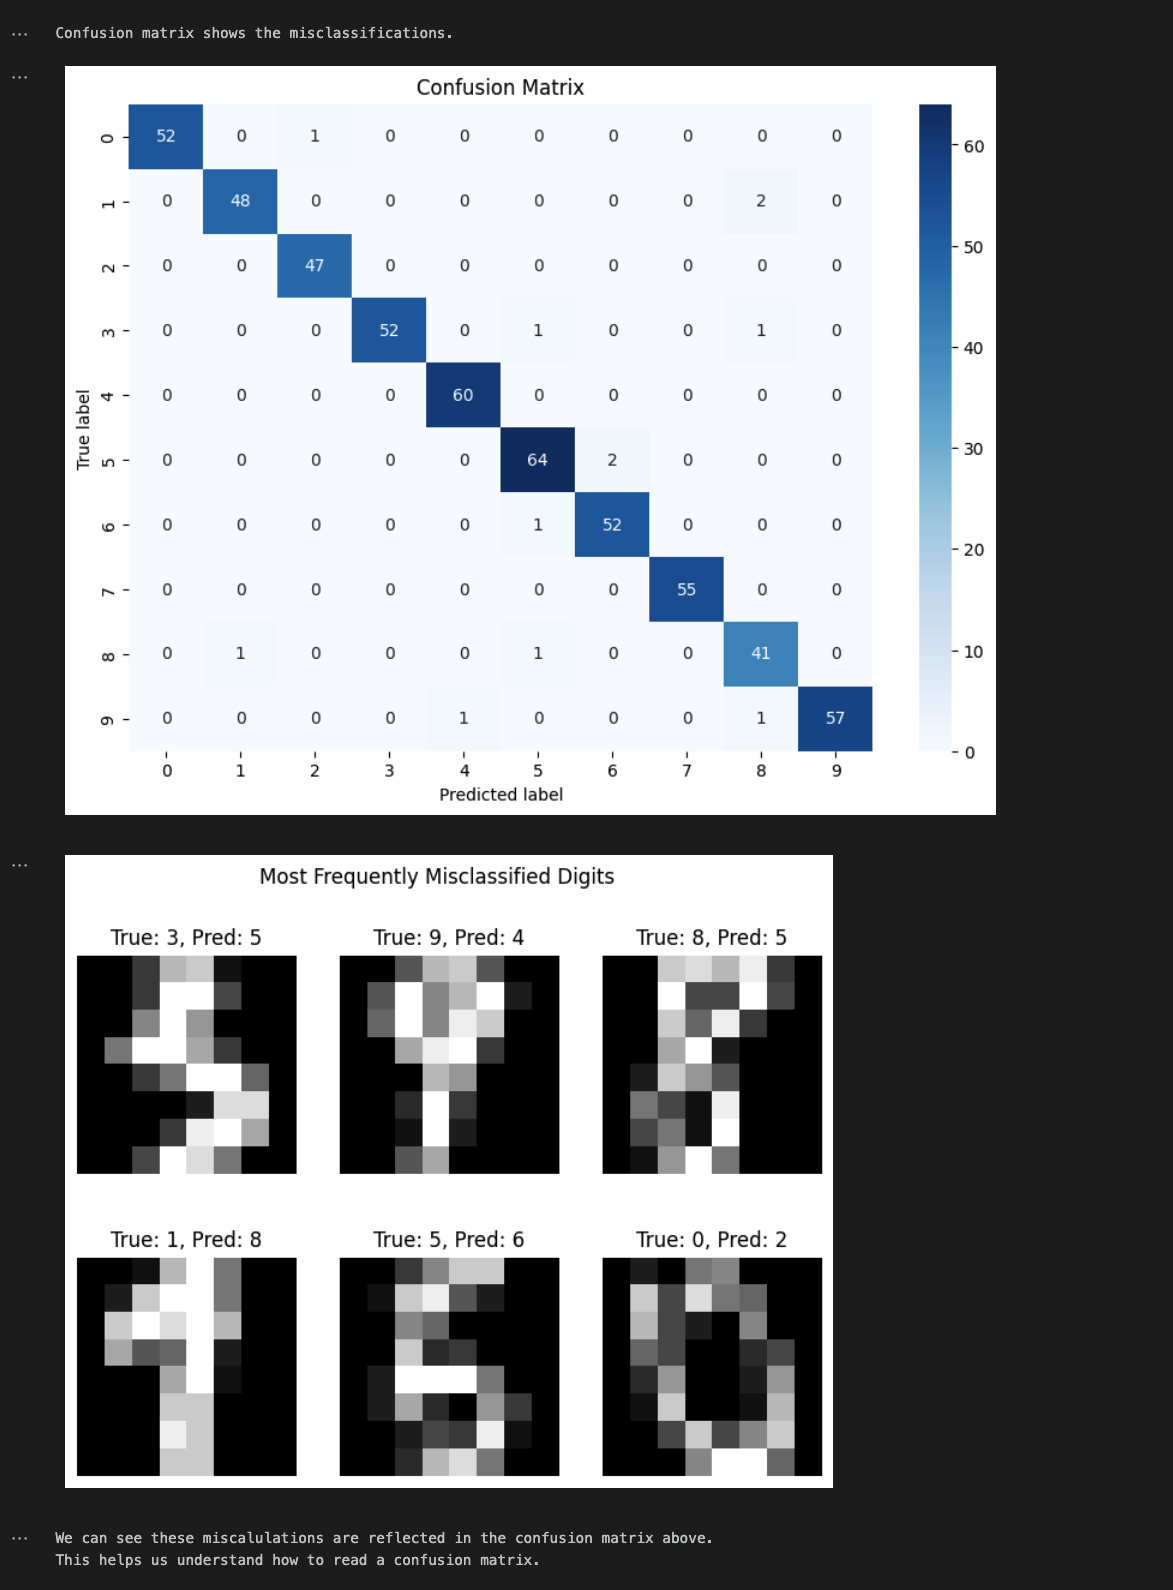 Confusion matrix shows the misclassifications.
Confusion Matrix
0 52 0 1 0 0 0 0 0 0 0
1 0 48 0 0 0 0 0 0 2 0
2 0 0 47 0 0 0 0 0 0 0
3 0 0 0 52 0 1 0 0 1 0
4 0 0 0 0 60 0 0 0 0 0
5 0 0 0 0 0 64 2 0 0 0
6 0 0 0 0 0 1 52 0 0 0
7 0 0 0 0 0 0 0 55 0 0
8 0 1 0 0 0 1 0 0 41 0
9 0 0 0 0 1 0 0 0 1 57
0 1 2 3 4 5 6 7 8 9
True label
Predicted label
60
50
40
30
20
10
0
Most Frequently Misclassified Digits
True: 3, Pred: 5
True: 9, Pred: 4
True: 8, Pred: 5
True: 1, Pred: 8
True: 5, Pred: 6
True: 0, Pred: 2
We can see these miscalulations are reflected in the confusion matrix above.
This helps us understand how to read a confusion matrix.